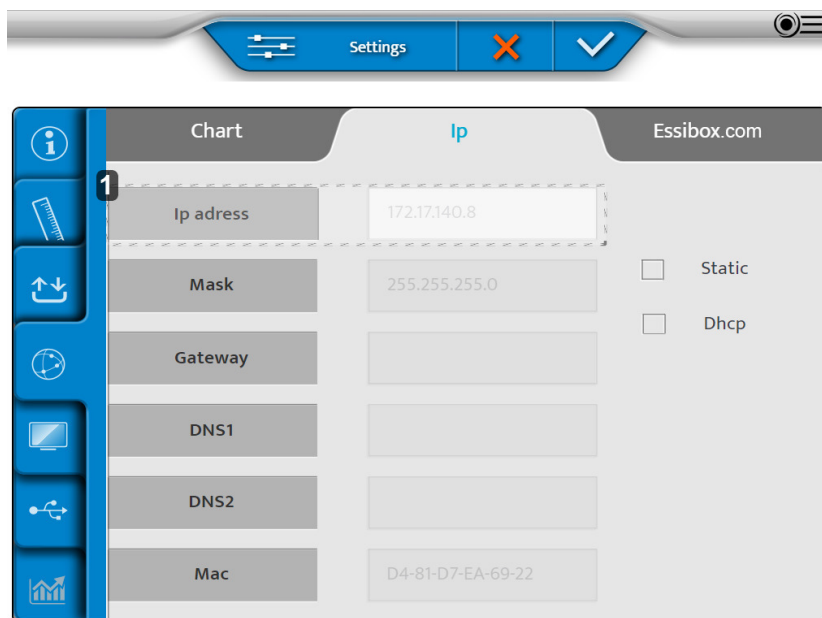 Settings
Chart
Ip
Essibox.com
1
Ip adress
172.17.140.8
Mask
255.255.255.0
Static
Dhcp
Gateway
DNS1
DNS2
Mac
D4-81-D7-EA-69-22